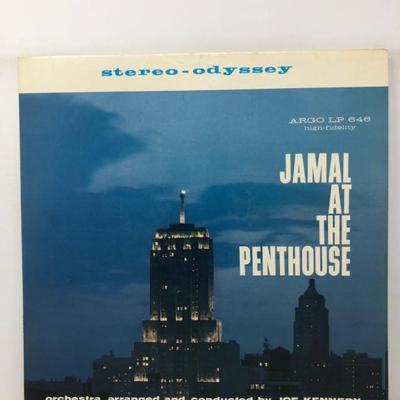 stereo-odyssey
ARGO LP 646
high-fidelity
JAMAL
AT
THE
PENTHOUSE
orchestra arranged and conducted by JOE KENNEDY